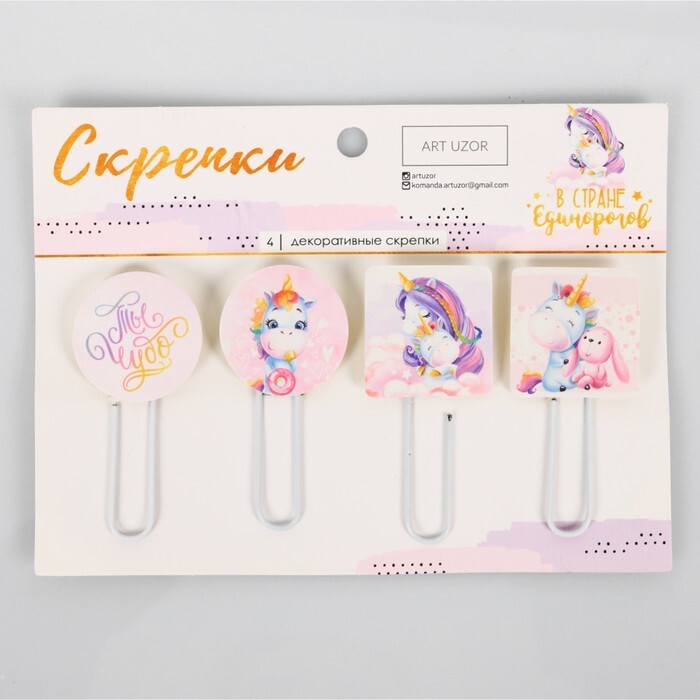 Скрепки
ART UZOR
artuzor
komanda.artuzor@gmail.com
В СТРАНЕ
Единорогов
4 | декоративные скрепки
Ты
чудо